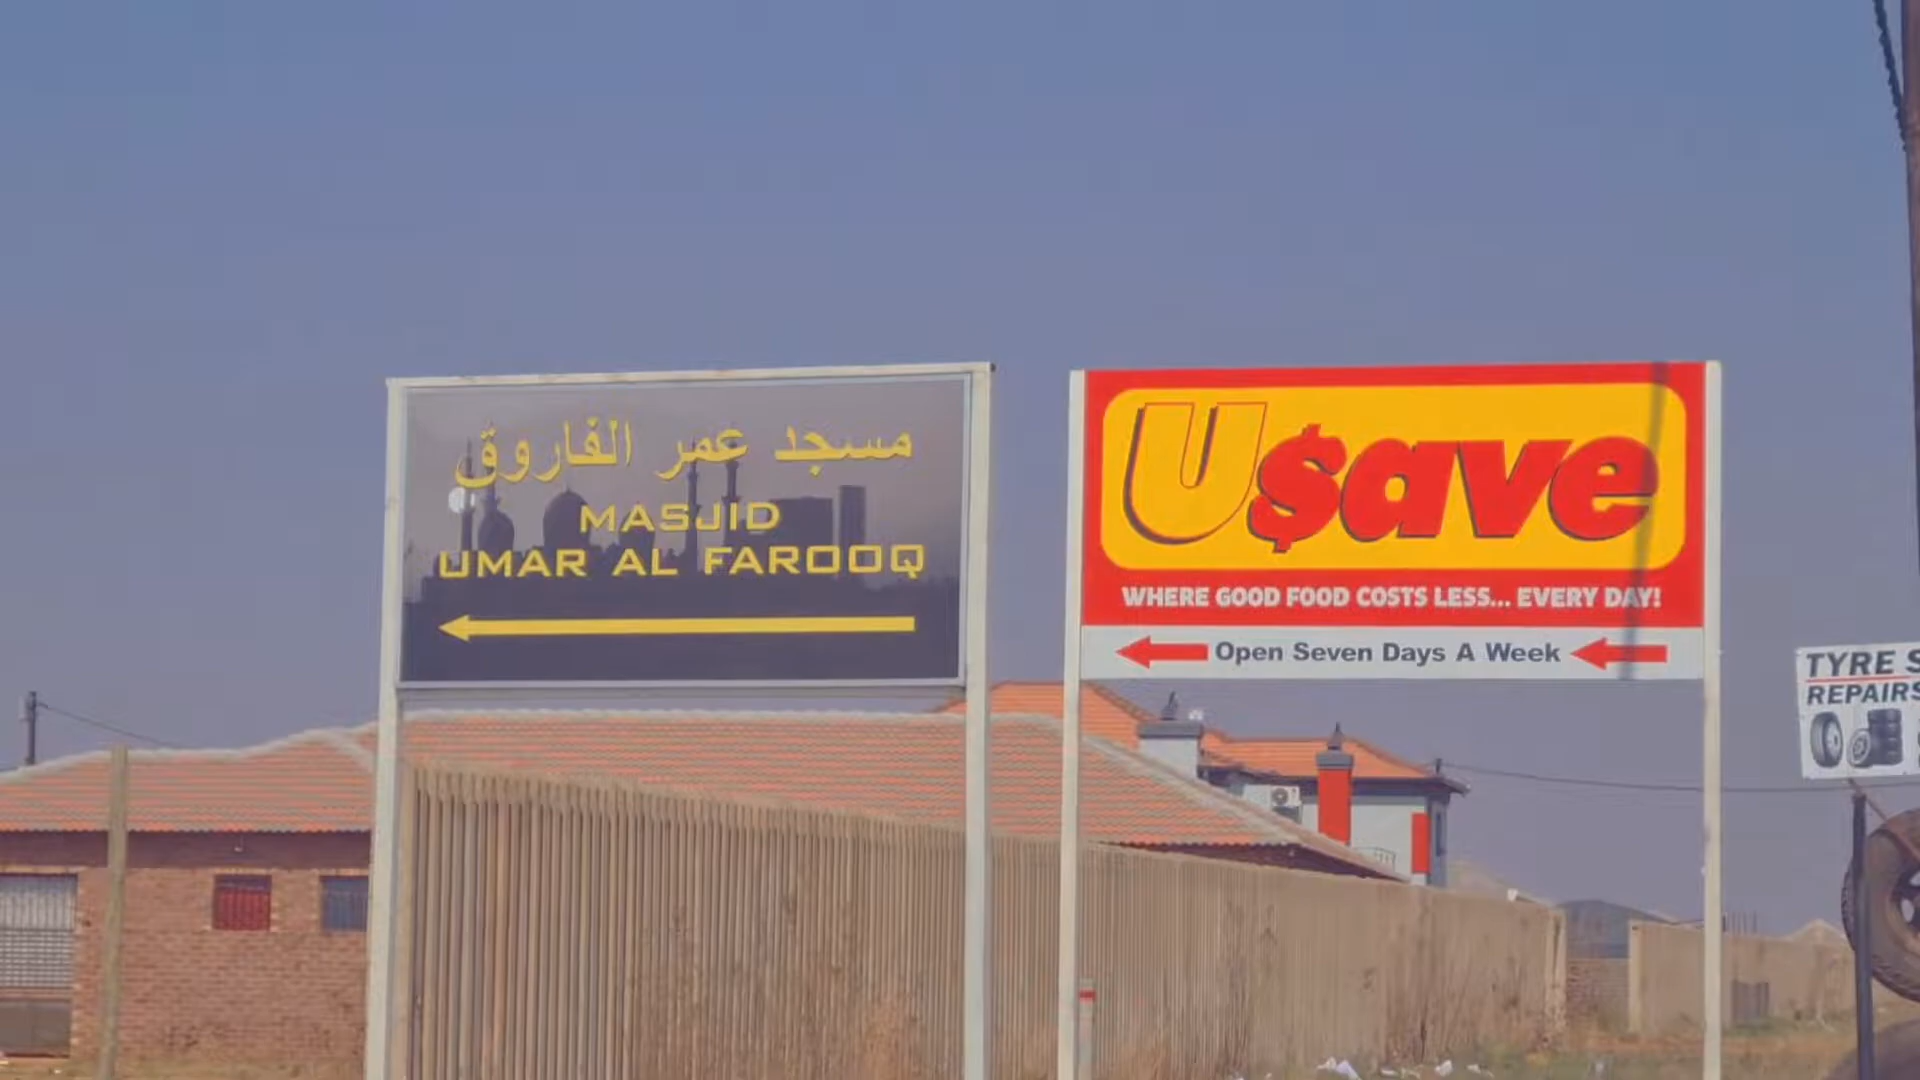 مسجد عمر الفاروق
MASJID
UMAR AL FAROOQ
U$ave
WHERE GOOD FOOD COSTS LESS... EVERY DAY!
Open Seven Days A Week
TYRE S
REPAIRS